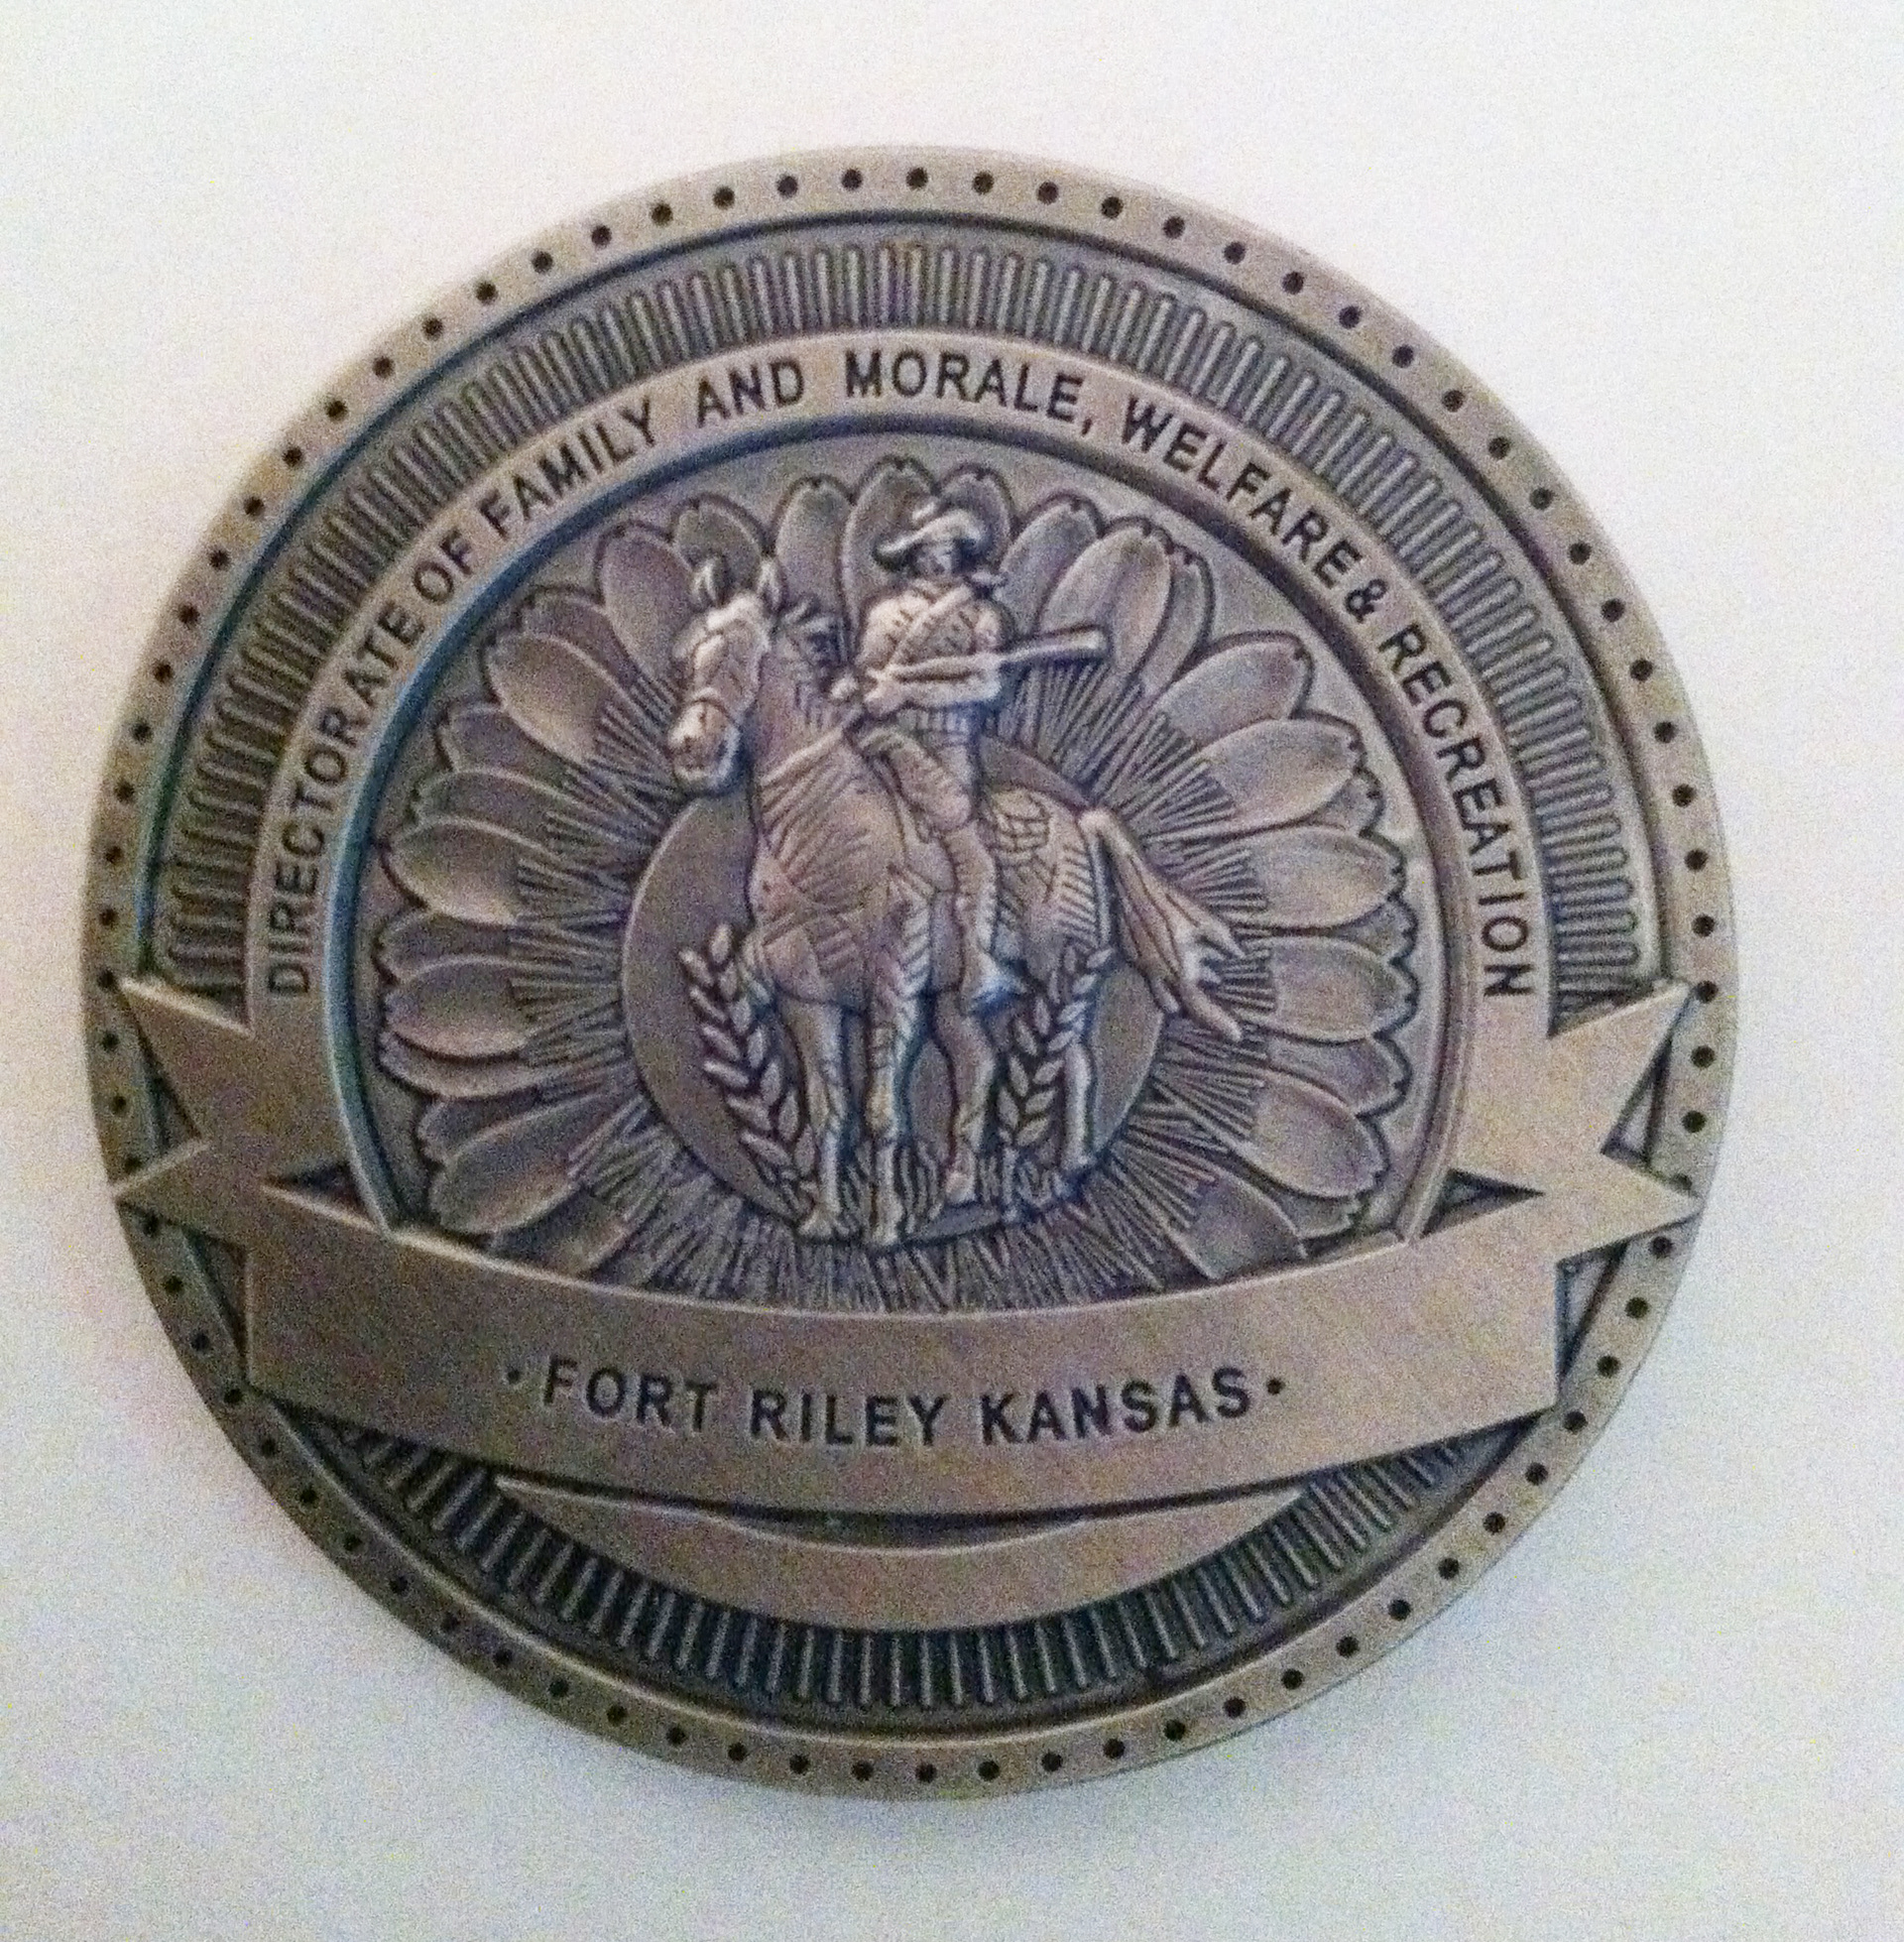 DIRECTORATE OF FAMILY AND MORALE, WELFARE & RECREATION
· FORT RILEY KANSAS ·